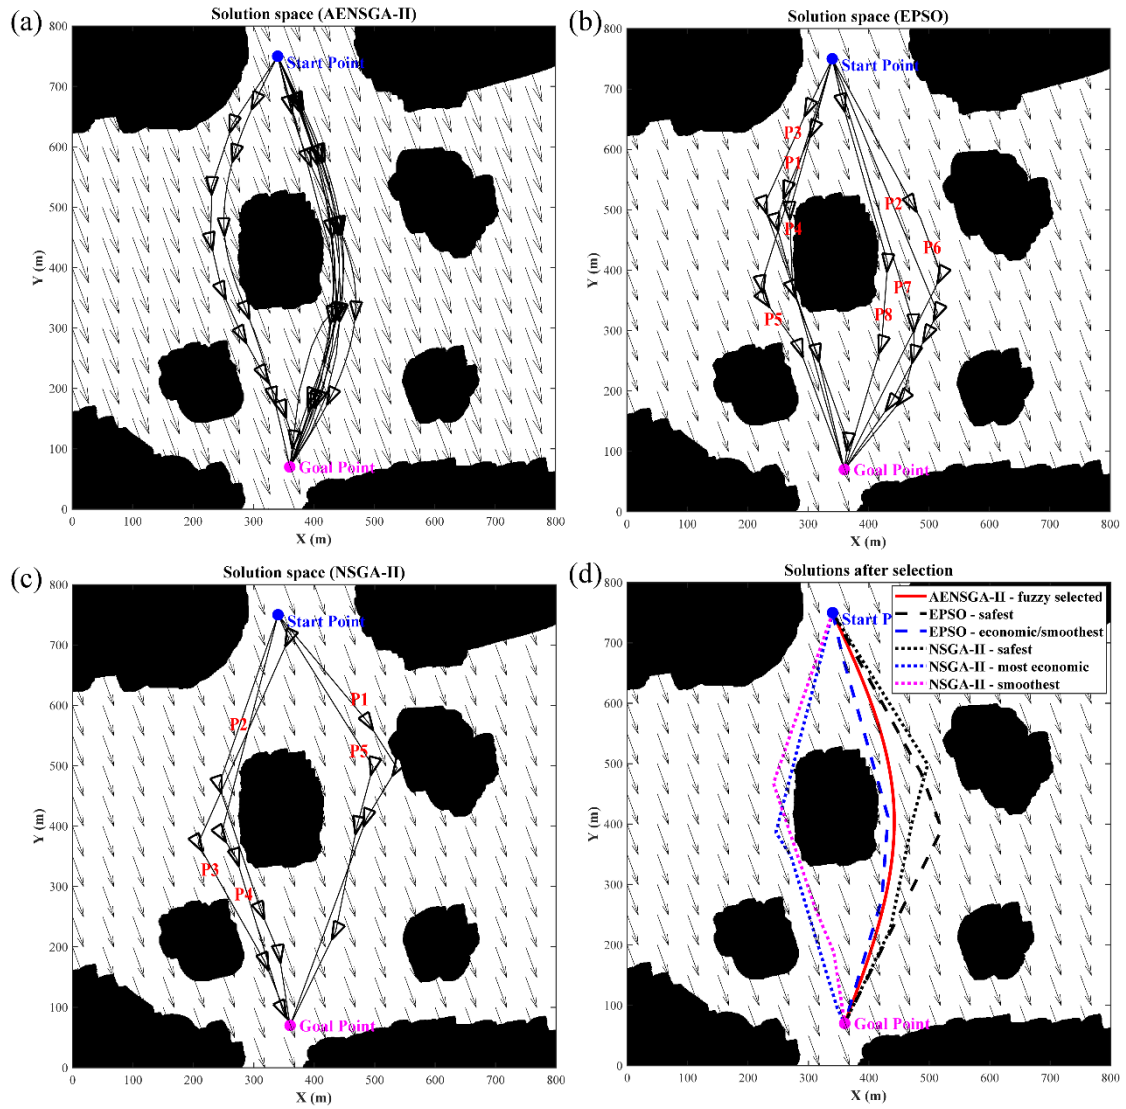 (a)
Solution space (AENSGA-II)
800
700
600
500
400
300
200
100
0
Y (m)
Start Point
Goal Point
0 100 200 300 400 500 600 700 800
X (m)
(b)
Solution space (EPSO)
800
700
600
500
400
300
200
100
0
Y (m)
Start Point
P3
P1
P2
P4
P6
P7
P5
P8
Goal Point
0 100 200 300 400 500 600 700 800
X (m)
(c)
Solution space (NSGA-II)
800
700
600
500
400
300
200
100
0
Y (m)
Start Point
P1
P2
P5
P3
P4
Goal Point
0 100 200 300 400 500 600 700 800
X (m)
(d)
Solutions after selection
800
700
600
500
400
300
200
100
0
Y (m)
Start P
AENSGA-II - fuzzy selected
EPSO - safest
EPSO - economic/smoothest
NSGA-II - safest
NSGA-II - most economic
NSGA-II - smoothest
Goal Point
0 100 200 300 400 500 600 700 800
X (m)